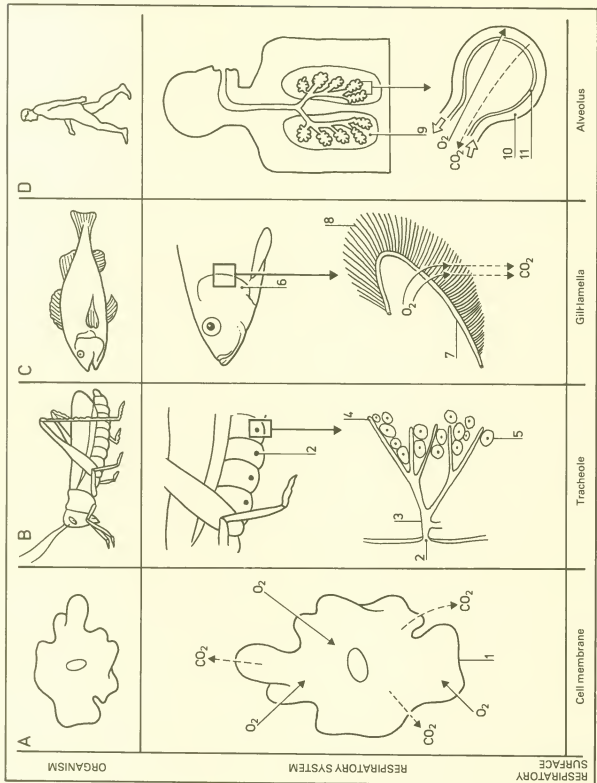 ORGANISM
A
B
C
D
RESPIRATORY SYSTEM
O₂
CO₂
O₂
CO₂
CO₂
O₂
1
2
2
3
4
5
6
O₂
CO₂
7
8
9
O₂
CO₂
10
11
RESPIRATORY
SURFACE
Cell membrane
Tracheole
Gill-lamella
Alveolus